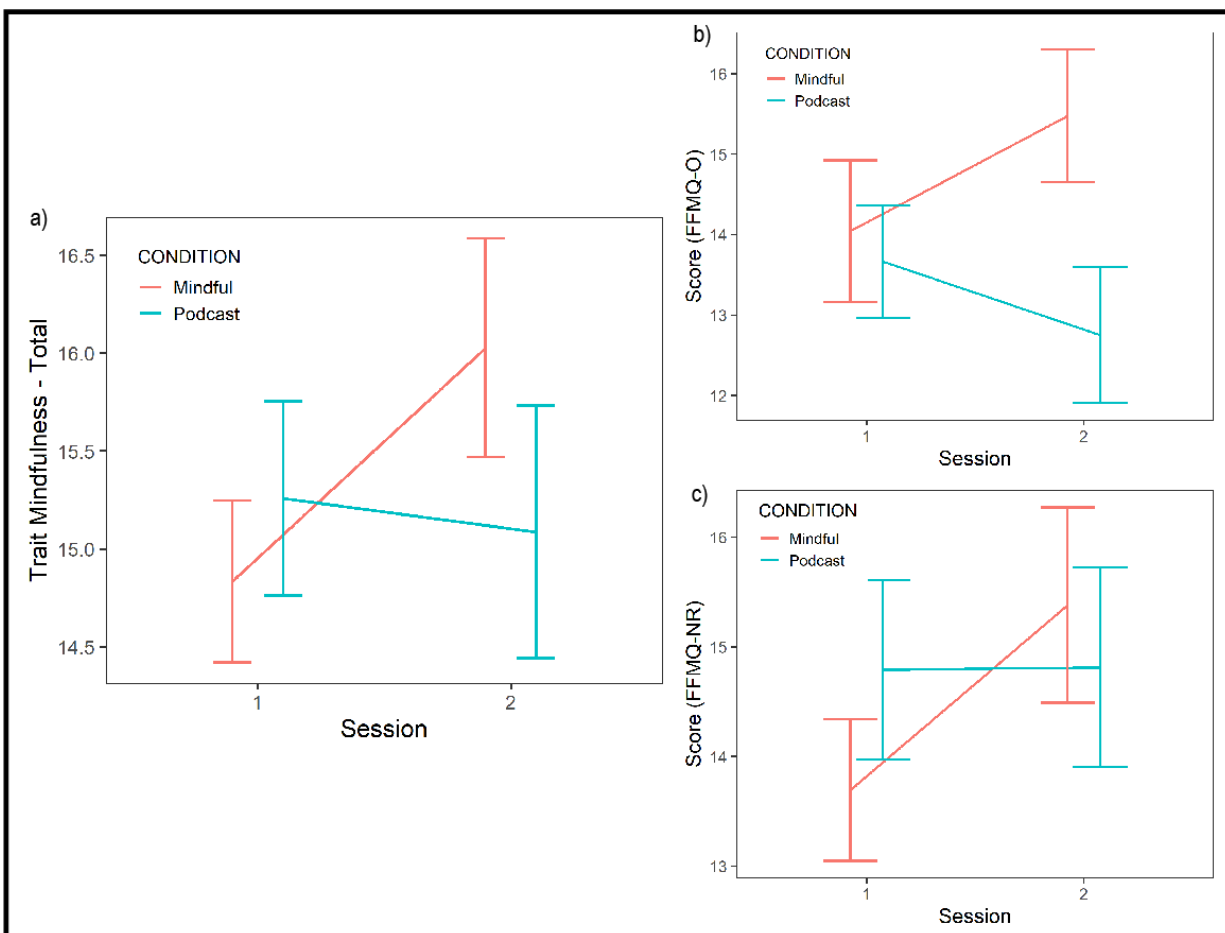 a)
CONDITION
Mindful
Podcast
Trait Mindfulness - Total
16.5
16.0
15.5
15.0
14.5
1 2
Session
b)
CONDITION
Mindful
Podcast
Score (FFMQ-O)
16
15
14
13
12
1 2
Session
c)
CONDITION
Mindful
Podcast
Score (FFMQ-NR)
16
15
14
13
1 2
Session